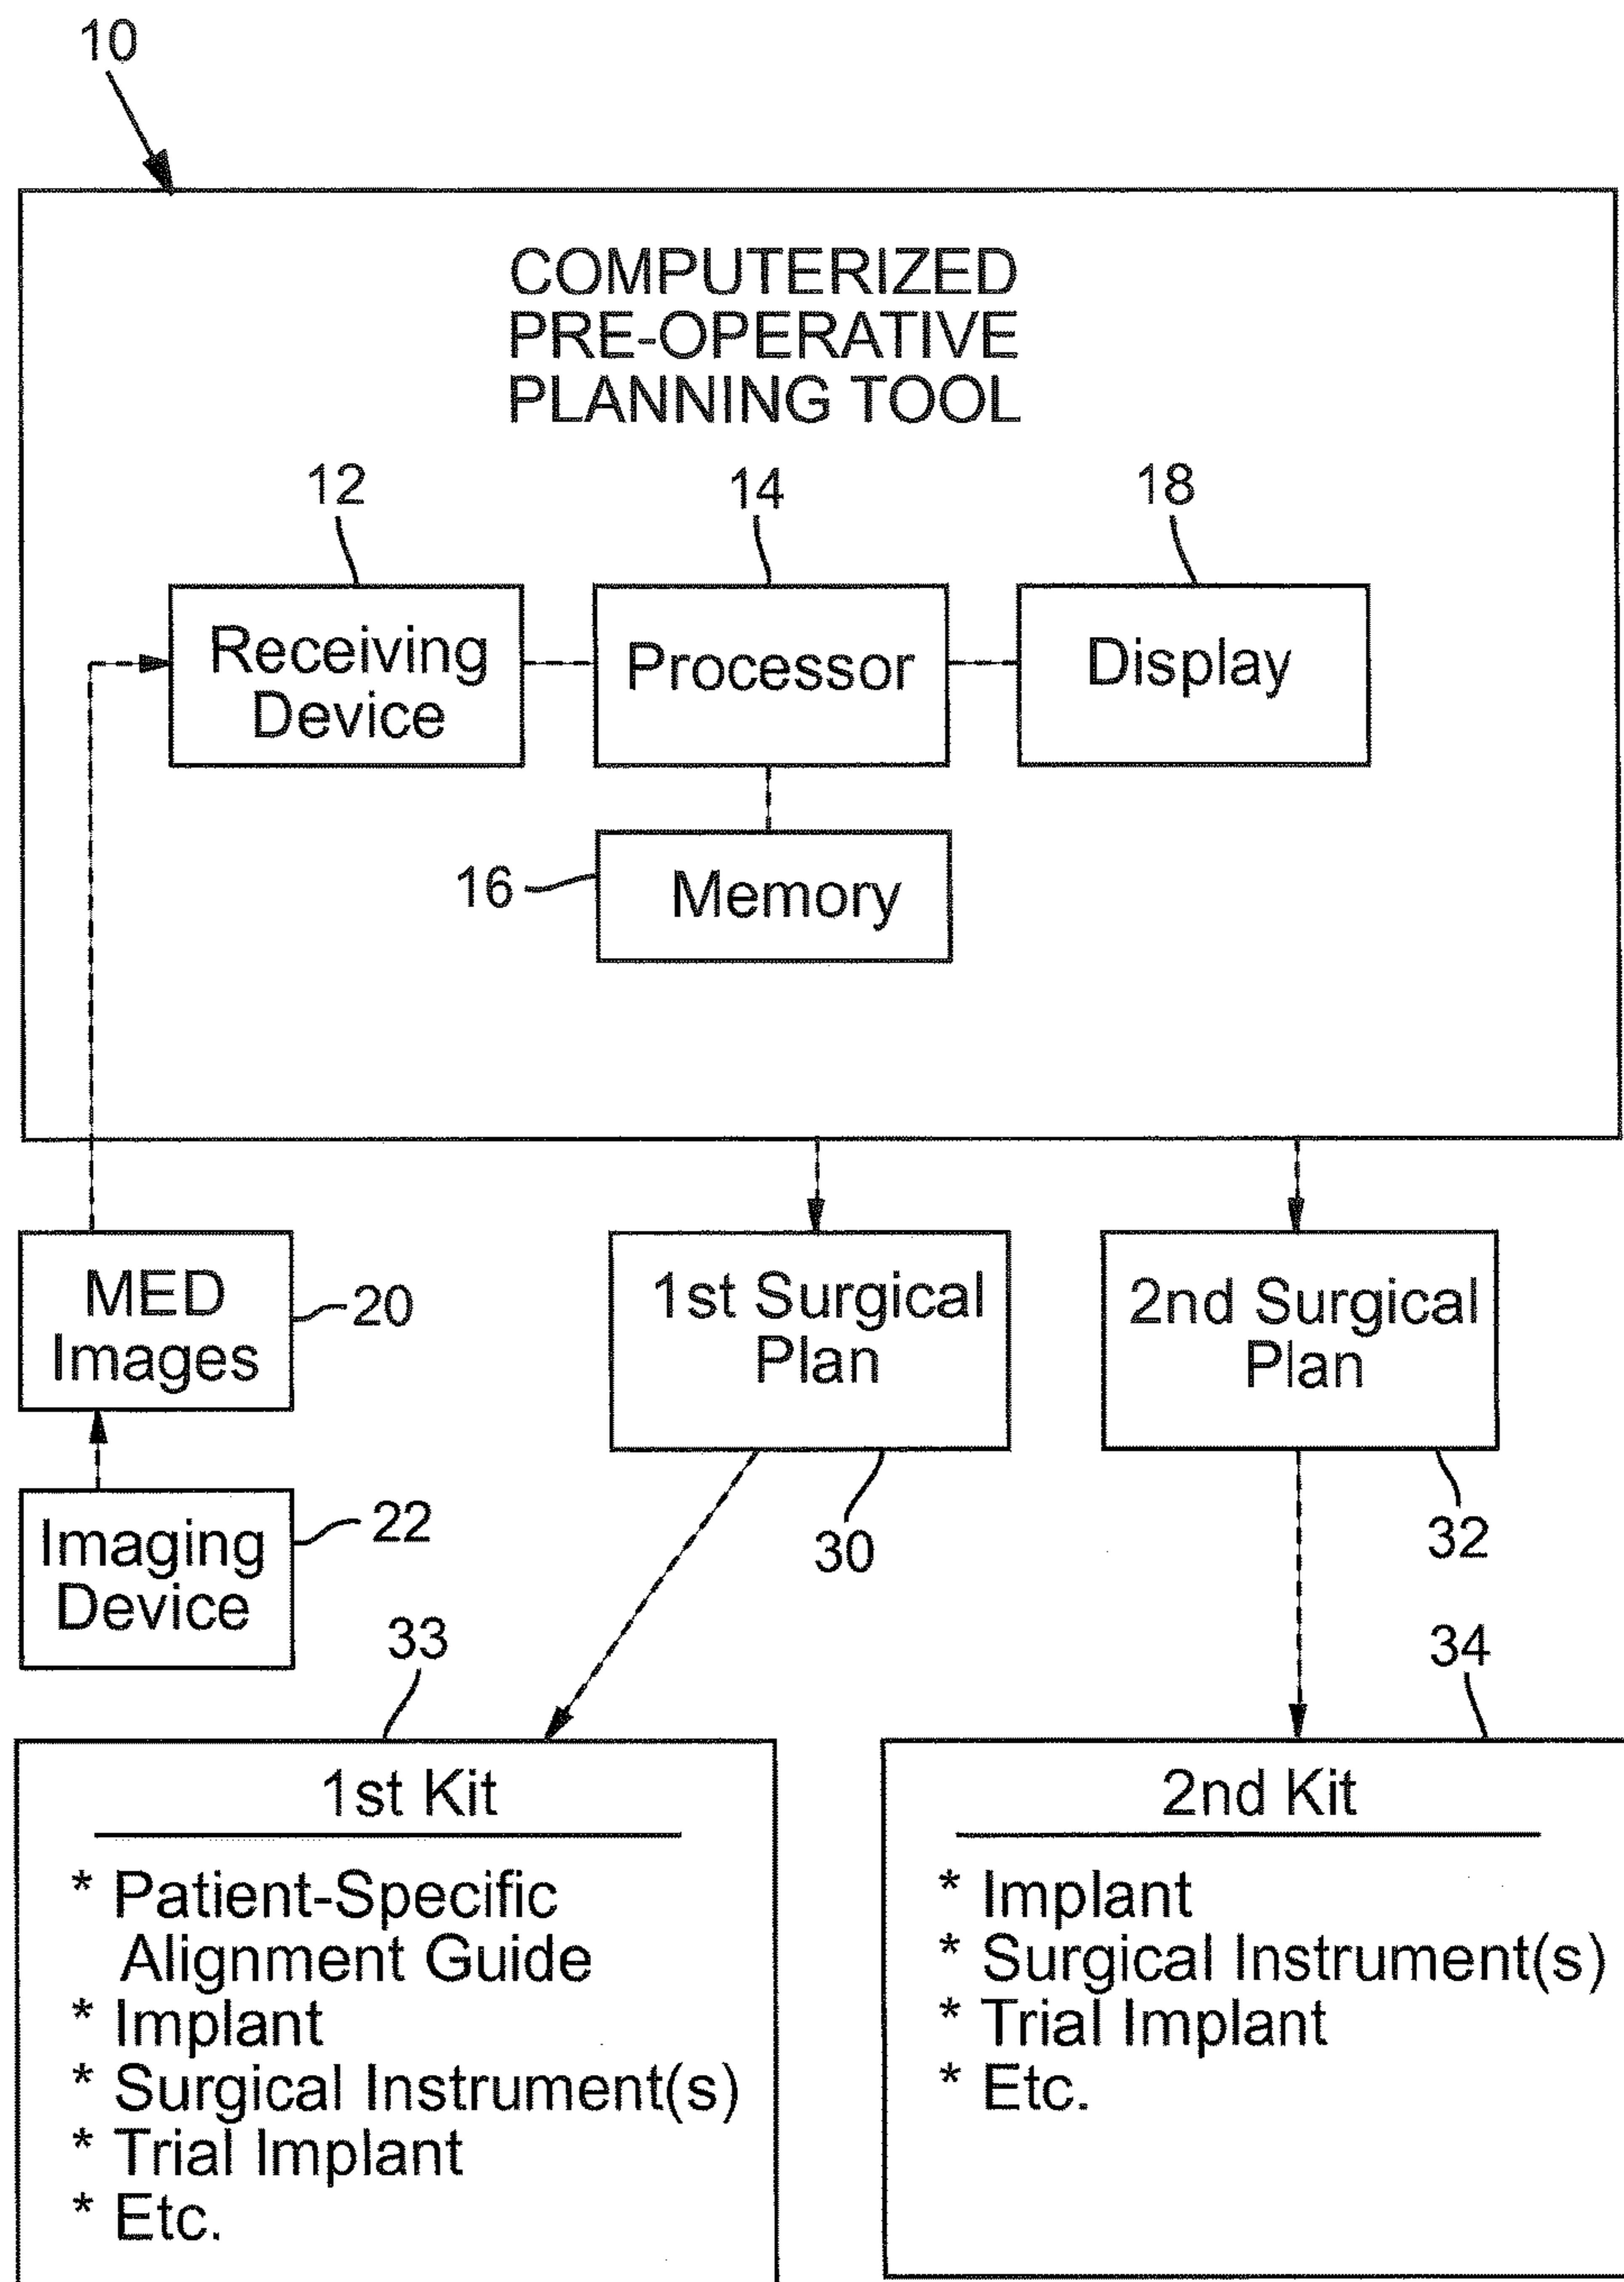 10
COMPUTERIZED
PRE-OPERATIVE
PLANNING TOOL
12
14
18
Receiving
Device
Processor
Display
16
Memory
MED
Images
20
1st Surgical
Plan
2nd Surgical
Plan
Imaging
Device
22
30
32
33
34
1st Kit
* Patient-Specific
Alignment Guide
* Implant
* Surgical Instrument(s)
* Trial Implant
* Etc.
2nd Kit
* Implant
* Surgical Instrument(s)
* Trial Implant
* Etc.